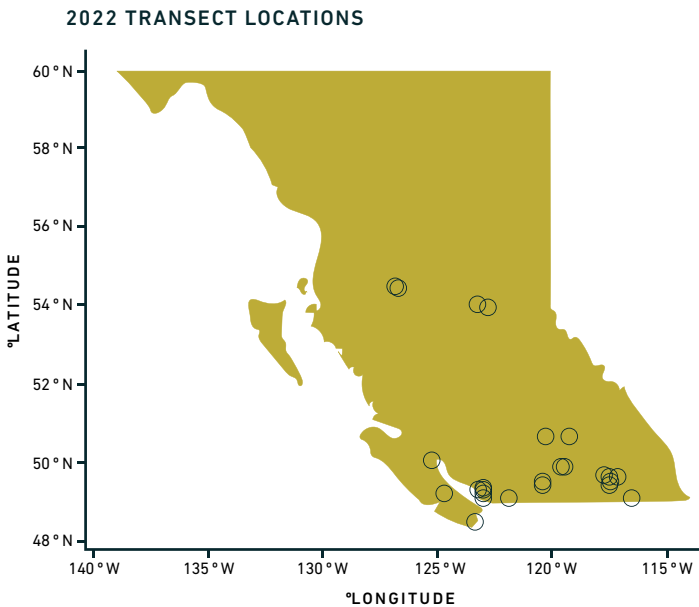 2022 TRANSECT LOCATIONS
60°N
58°N
56°N
54°N
52°N
50°N
48°N
°LATITUDE
140°W
135°W
130°W
125°W
120°W
115°W
°LONGITUDE